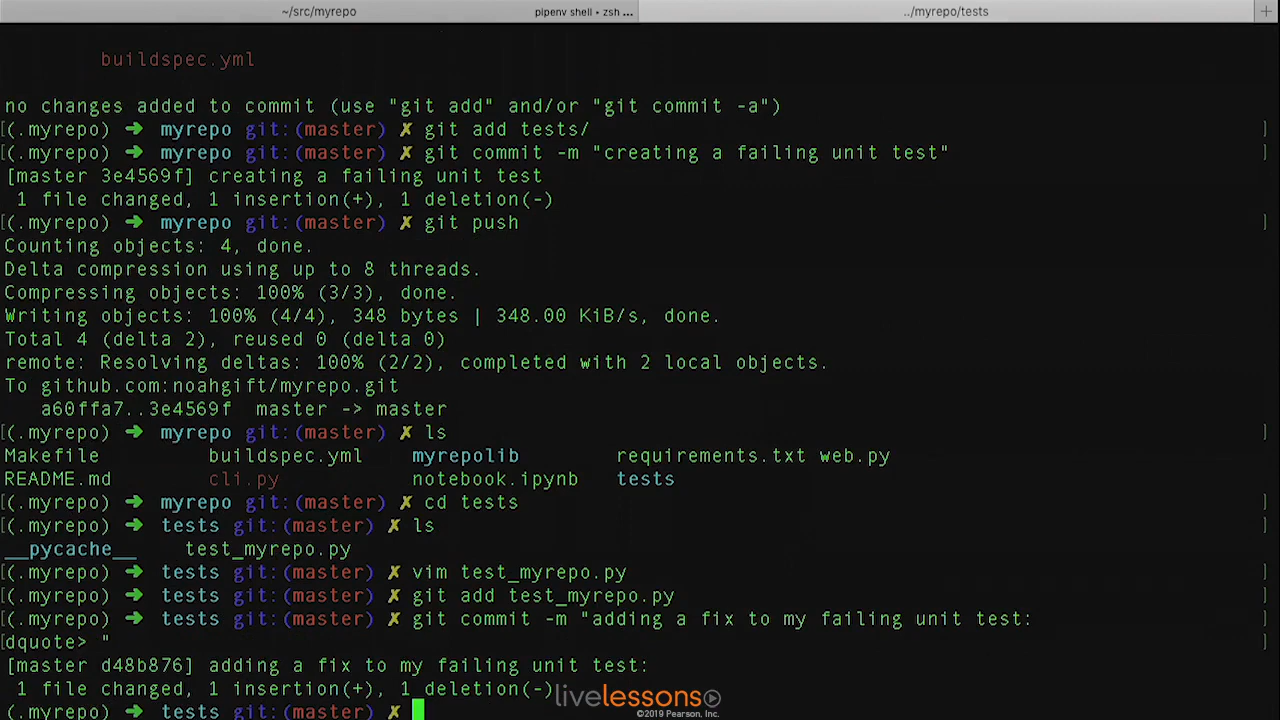 ~/src/myrepo
pipenv shell • zsh ...
../myrepo/tests
+
buildspec.yml
no changes added to commit (use "git add" and/or "git commit -a")
[(.myrepo) ➜ myrepo git:(master) ✗ git add tests/ ]
[(.myrepo) ➜ myrepo git:(master) ✗ git commit -m "creating a failing unit test" ]
[master 3e4569f] creating a failing unit test
1 file changed, 1 insertion(+), 1 deletion(-)
[(.myrepo) ➜ myrepo git:(master) ✗ git push ]
Counting objects: 4, done.
Delta compression using up to 8 threads.
Compressing objects: 100% (3/3), done.
Writing objects: 100% (4/4), 348 bytes | 348.00 KiB/s, done.
Total 4 (delta 2), reused 0 (delta 0)
remote: Resolving deltas: 100% (2/2), completed with 2 local objects.
To github.com:noahgift/myrepo.git
a60ffa7..3e4569f master -> master
[(.myrepo) ➜ myrepo git:(master) ✗ ls ]
Makefile buildspec.yml myrepolib requirements.txt web.py
README.md cli.py notebook.ipynb tests
[(.myrepo) ➜ myrepo git:(master) ✗ cd tests ]
[(.myrepo) ➜ tests git:(master) ✗ ls ]
__pycache__ test_myrepo.py
[(.myrepo) ➜ tests git:(master) ✗ vim test_myrepo.py ]
[(.myrepo) ➜ tests git:(master) ✗ git add test_myrepo.py ]
[(.myrepo) ➜ tests git:(master) ✗ git commit -m "adding a fix to my failing unit test: ]
[dquote> " ]
[master d48b876] adding a fix to my failing unit test:
1 file changed, 1 insertion(+), 1 deletion(-)
(.myrepo) ➜ tests git:(master) ✗
livelessons
©2019 Pearson, Inc.